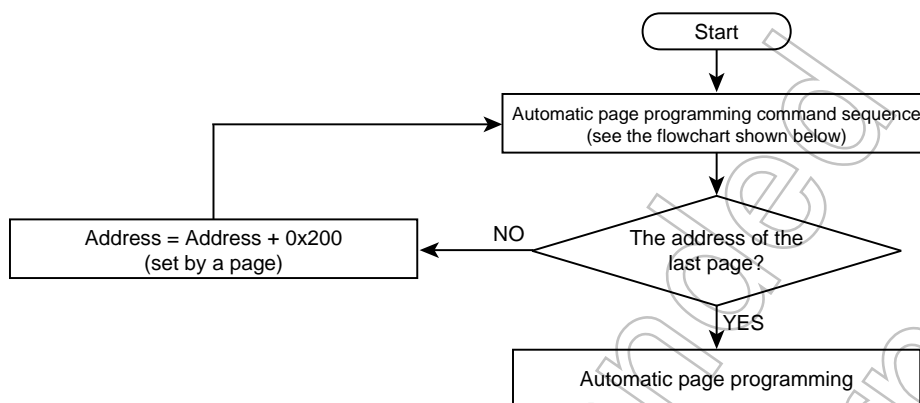 Start
Automatic page programming command sequence
(see the flowchart shown below)
Address = Address + 0x200
(set by a page)
NO
The address of the
last page?
YES
Automatic page programming